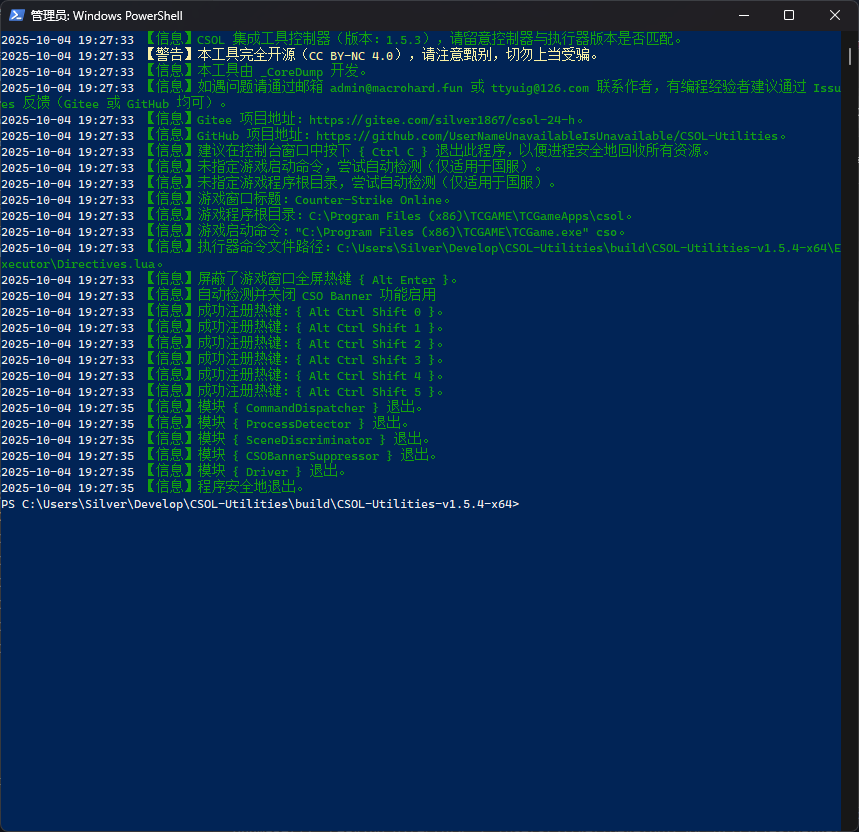 管理员: Windows PowerShell
2025-10-04 19:27:33 【信息】CSOL 集成工具控制器（版本：1.5.3），请留意控制器与执行器版本是否匹配。
2025-10-04 19:27:33 【警告】本工具完全开源（CC BY-NC 4.0），请注意甄别，切勿上当受骗。
2025-10-04 19:27:33 【信息】本工具由 _CoreDump 开发。
2025-10-04 19:27:33 【信息】如遇问题请通过邮箱 admin@macrohard.fun 或 ttyuig@126.com 联系作者，有编程经验者建议通过 Issu
es 反馈（Gitee 或 GitHub 均可）。
2025-10-04 19:27:33 【信息】Gitee 项目地址：https://gitee.com/silver1867/csol-24-h。
2025-10-04 19:27:33 【信息】GitHub 项目地址：https://github.com/UserNameUnavailableIsUnavailable/CSOL-Utilities。
2025-10-04 19:27:33 【信息】建议在控制台窗口中按下 { Ctrl C } 退出此程序，以便进程安全地回收所有资源。
2025-10-04 19:27:33 【信息】未指定游戏启动命令，尝试自动检测（仅适用于国服）。
2025-10-04 19:27:33 【信息】未指定游戏程序根目录，尝试自动检测（仅适用于国服）。
2025-10-04 19:27:33 【信息】游戏窗口标题：Counter-Strike Online。
2025-10-04 19:27:33 【信息】游戏程序根目录：C:\Program Files (x86)\TCGAME\TCGameApps\csol。
2025-10-04 19:27:33 【信息】游戏启动命令："C:\Program Files (x86)\TCGAME\TCGame.exe" cso。
2025-10-04 19:27:33 【信息】执行器命令文件路径：C:\Users\Silver\Develop\CSOL-Utilities\build\CSOL-Utilities-v1.5.4-x64\E
xecutor\Directives.lua。
2025-10-04 19:27:33 【信息】屏蔽了游戏窗口全屏热键 { Alt Enter }。
2025-10-04 19:27:33 【信息】自动检测并关闭 CSO Banner 功能启用
2025-10-04 19:27:33 【信息】成功注册热键：{ Alt Ctrl Shift 0 }。
2025-10-04 19:27:33 【信息】成功注册热键：{ Alt Ctrl Shift 1 }。
2025-10-04 19:27:33 【信息】成功注册热键：{ Alt Ctrl Shift 2 }。
2025-10-04 19:27:33 【信息】成功注册热键：{ Alt Ctrl Shift 3 }。
2025-10-04 19:27:33 【信息】成功注册热键：{ Alt Ctrl Shift 4 }。
2025-10-04 19:27:33 【信息】成功注册热键：{ Alt Ctrl Shift 5 }。
2025-10-04 19:27:35 【信息】模块 { CommandDispatcher } 退出。
2025-10-04 19:27:35 【信息】模块 { ProcessDetector } 退出。
2025-10-04 19:27:35 【信息】模块 { SceneDiscriminator } 退出。
2025-10-04 19:27:35 【信息】模块 { CSOBannerSuppressor } 退出。
2025-10-04 19:27:35 【信息】模块 { Driver } 退出。
2025-10-04 19:27:35 【信息】程序安全地退出。
PS C:\Users\Silver\Develop\CSOL-Utilities\build\CSOL-Utilities-v1.5.4-x64>